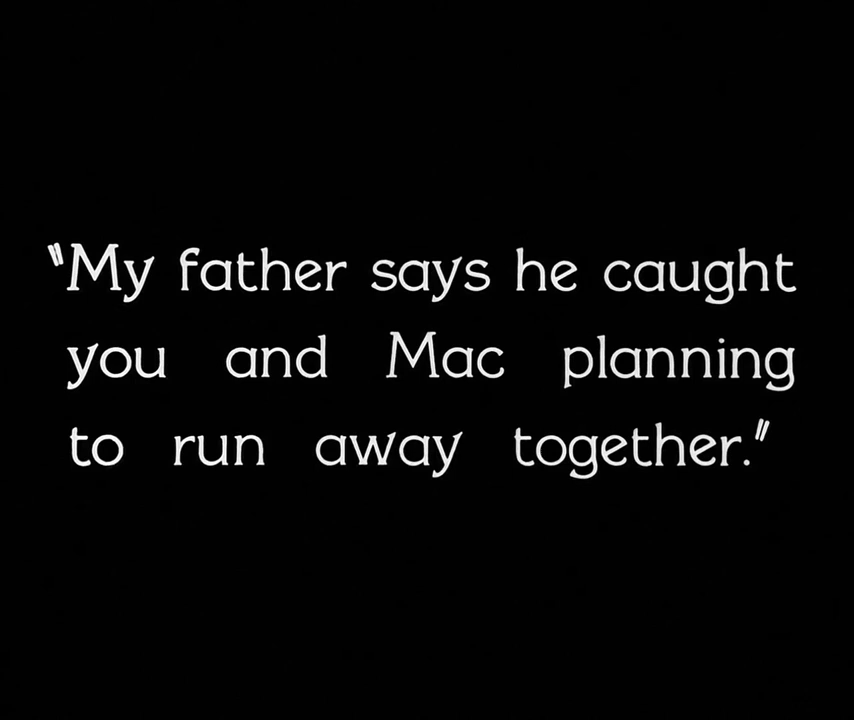 "My father says he caught
you and Mac planning
to run away together."